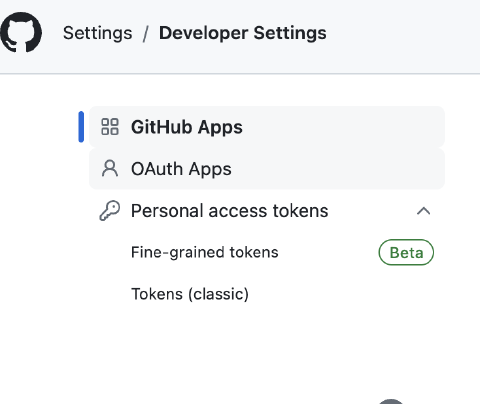 Settings / Developer Settings
GitHub Apps
OAuth Apps
Personal access tokens
Fine-grained tokens Beta
Tokens (classic)